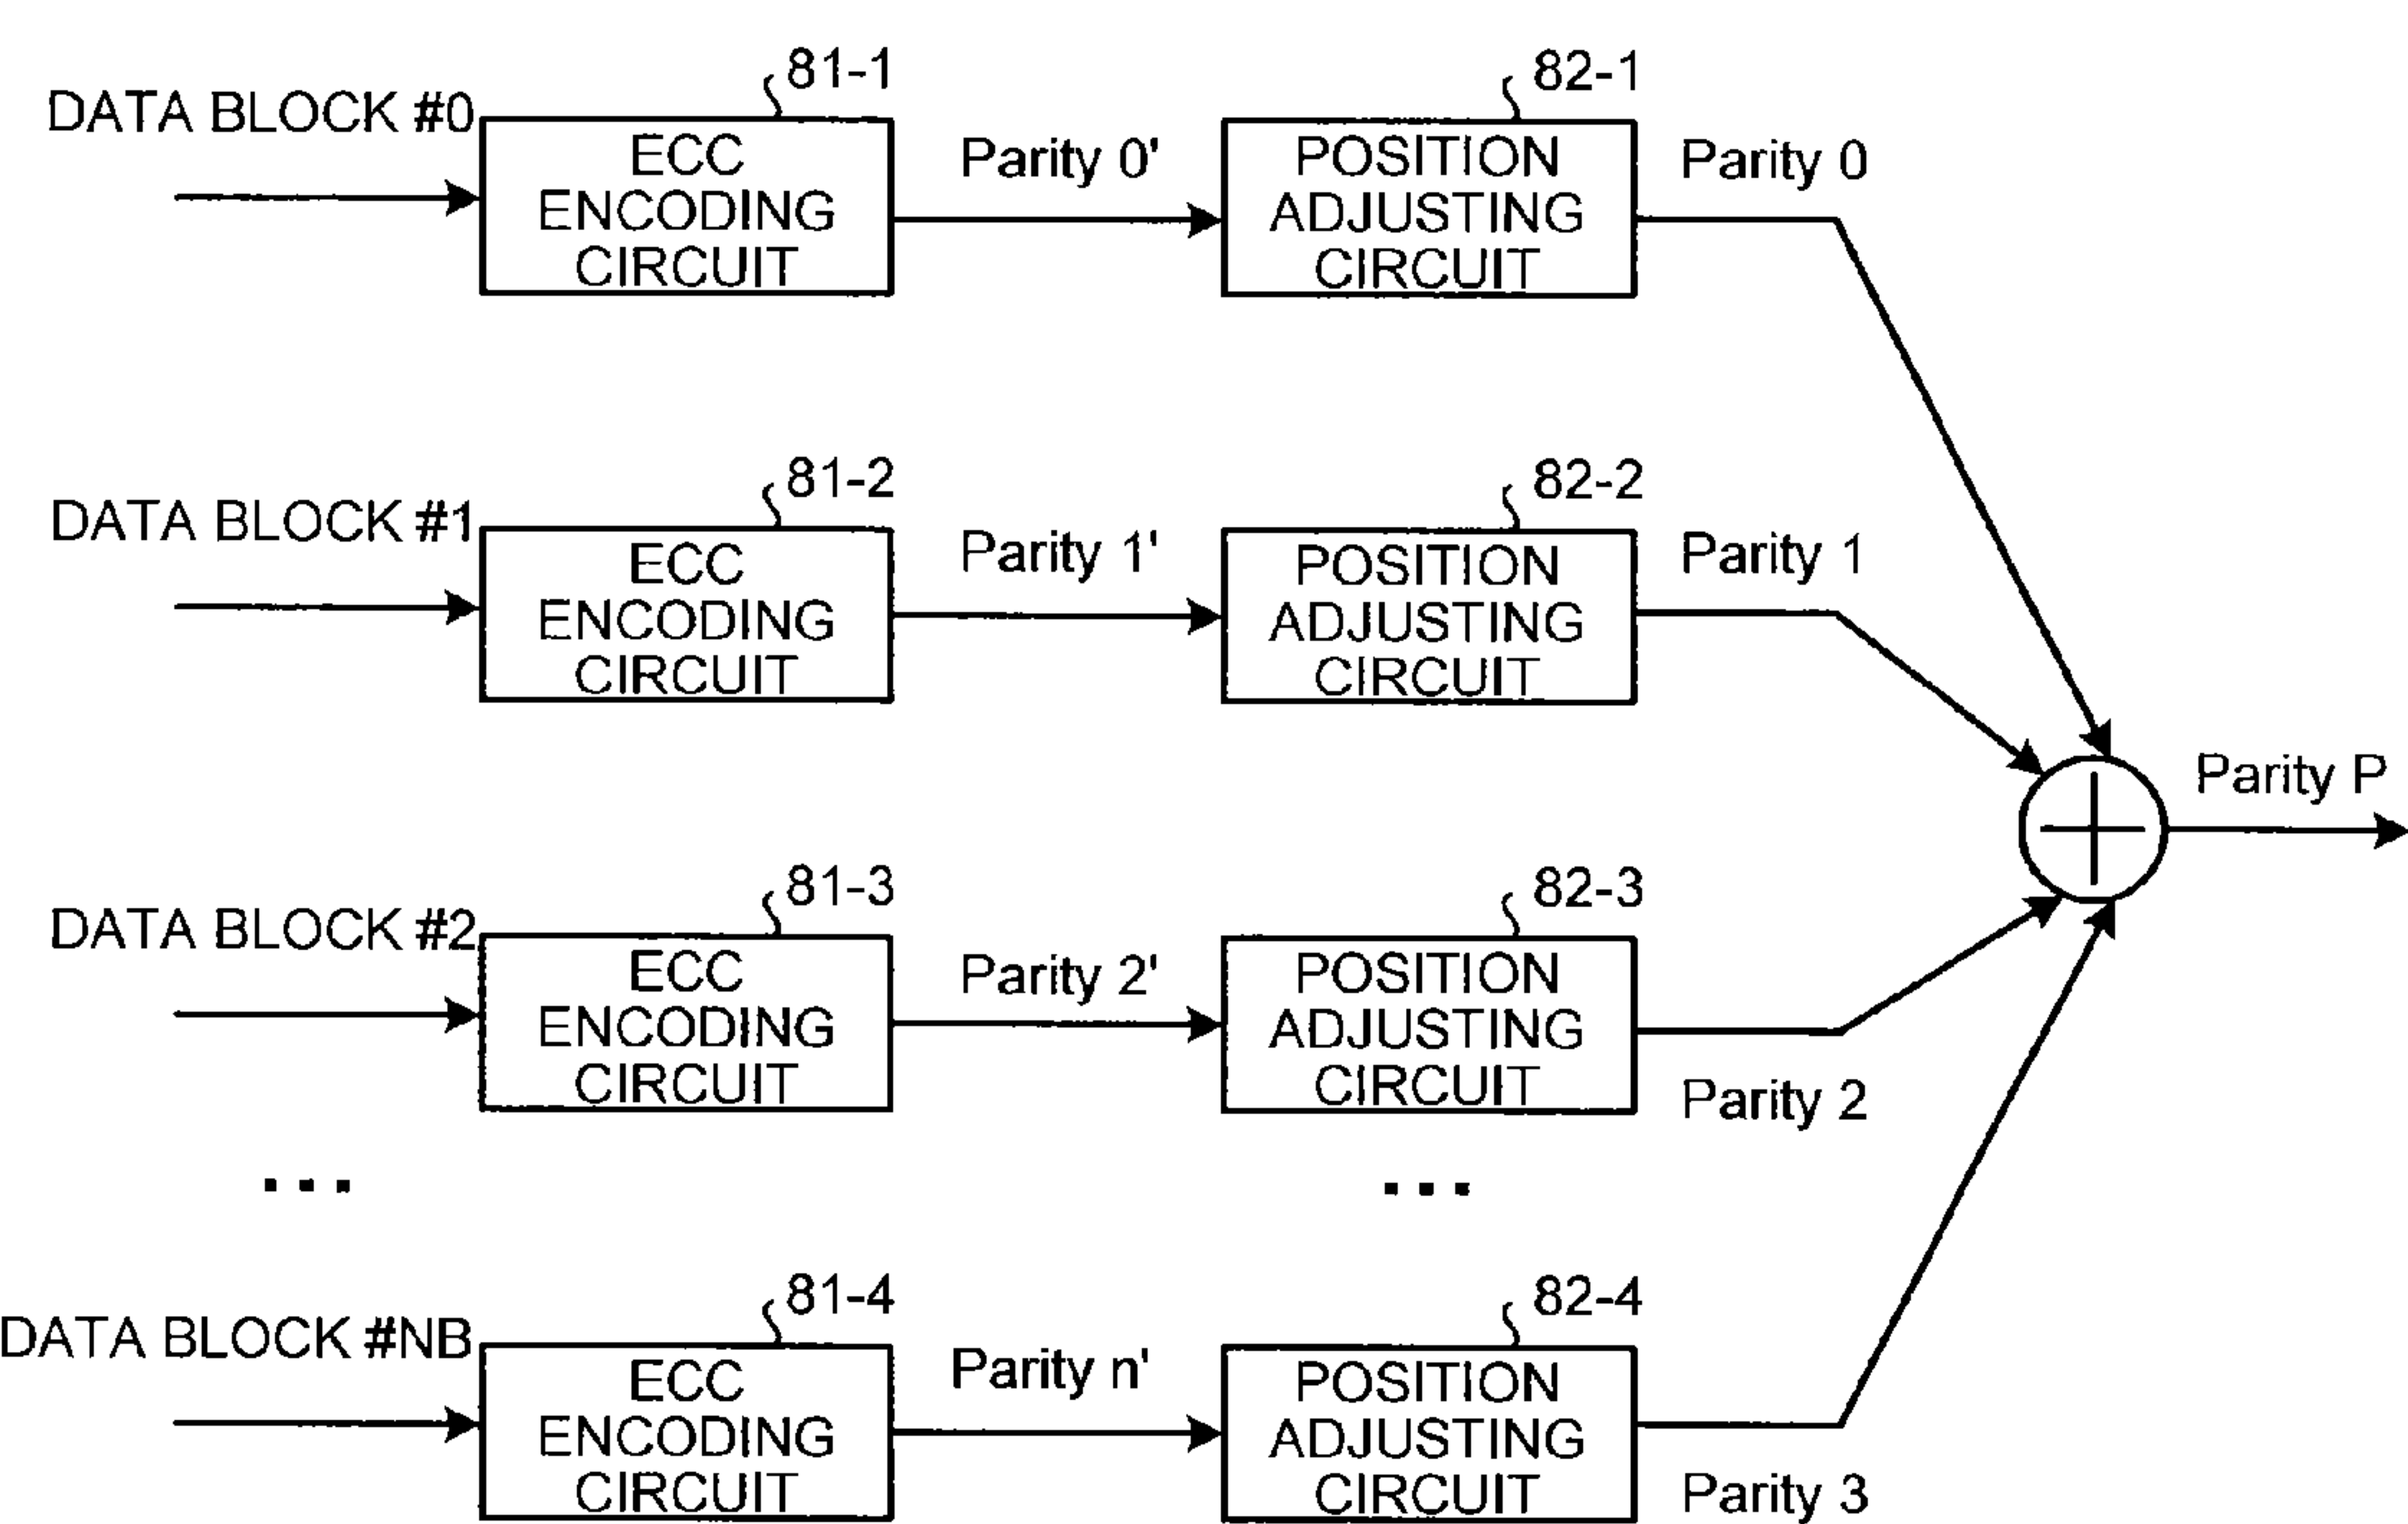 81-1
82-1
DATA BLOCK #0
ECC
ENCODING
CIRCUIT
Parity 0'
POSITION
ADJUSTING
CIRCUIT
Parity 0
81-2
82-2
DATA BLOCK #1
ECC
ENCODING
CIRCUIT
Parity 1'
POSITION
ADJUSTING
CIRCUIT
Parity 1
Parity P
81-3
82-3
DATA BLOCK #2
ECC
ENCODING
CIRCUIT
Parity 2'
POSITION
ADJUSTING
CIRCUIT
Parity 2
...
...
81-4
82-4
DATA BLOCK #NB
ECC
ENCODING
CIRCUIT
Parity n'
POSITION
ADJUSTING
CIRCUIT
Parity 3